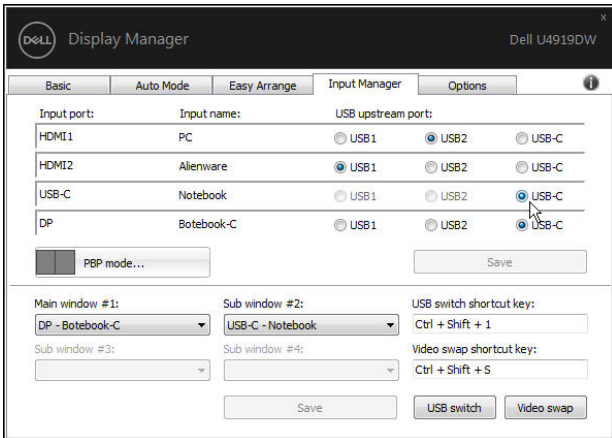 DELL Display Manager Dell U4919DW
x
Basic Auto Mode Easy Arrange Input Manager Options i
Input port: Input name: USB upstream port:
HDMI1 PC USB1 USB2 USB-C
HDMI2 Alienware USB1 USB2 USB-C
USB-C Notebook USB1 USB2 USB-C
DP Botebook-C USB1 USB2 USB-C
PBP mode... Save
Main window #1: Sub window #2: USB switch shortcut key:
DP - Botebook-C USB-C - Notebook Ctrl + Shift + 1
Sub window #3: Sub window #4: Video swap shortcut key:
Ctrl + Shift + S
Save USB switch Video swap